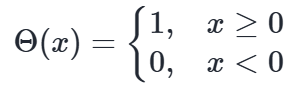 Θ(x) = { 1, x ≥ 0
0, x < 0